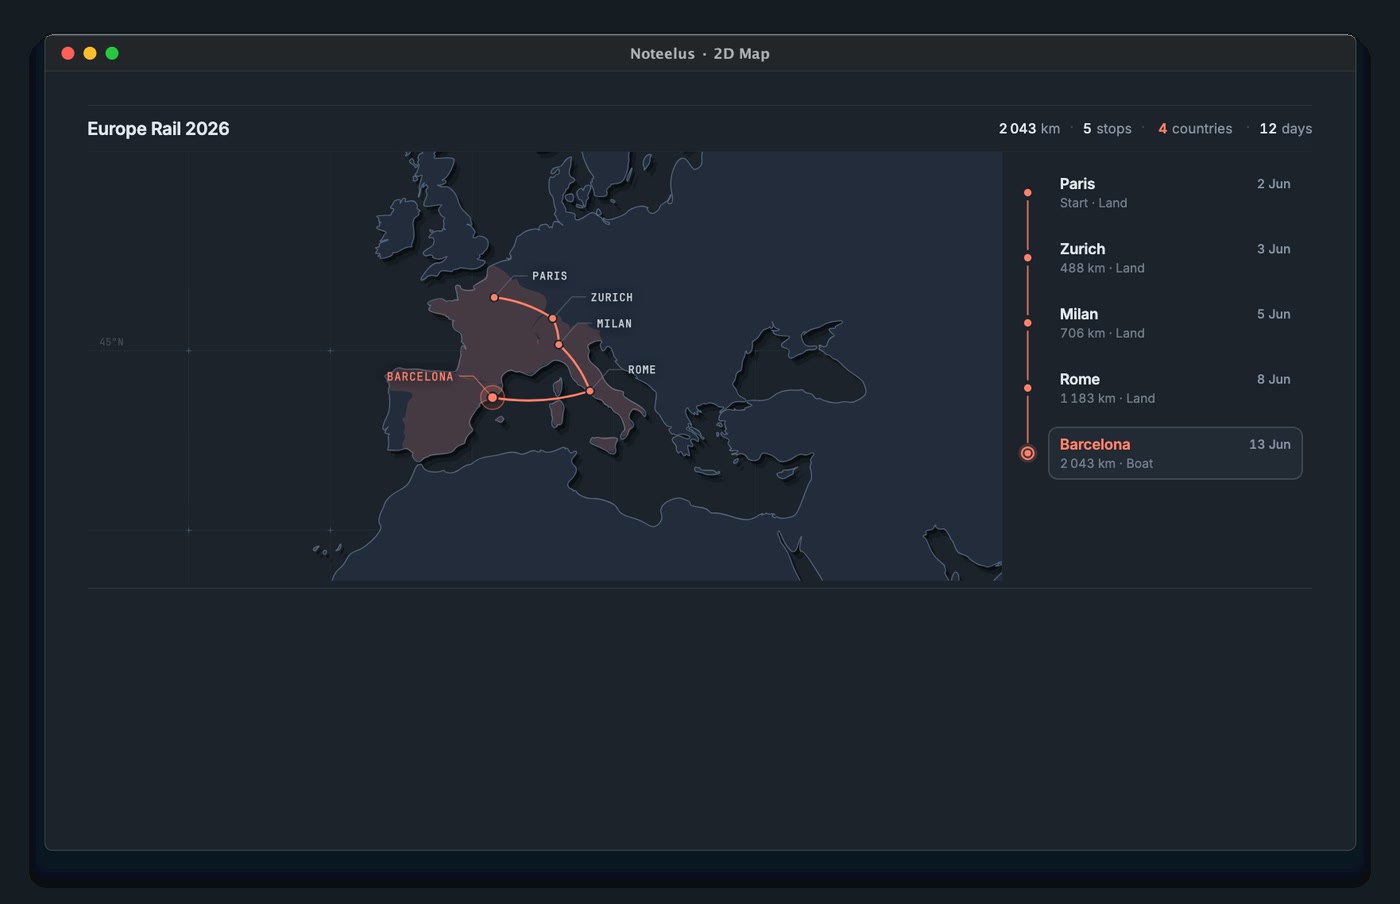 Noteelus · 2D Map
Europe Rail 2026
2 043 km · 5 stops · 4 countries · 12 days
45°N
PARIS
ZURICH
MILAN
ROME
BARCELONA
Paris 2 Jun
Start · Land
Zurich 3 Jun
488 km · Land
Milan 5 Jun
706 km · Land
Rome 8 Jun
1 183 km · Land
Barcelona 13 Jun
2 043 km · Boat